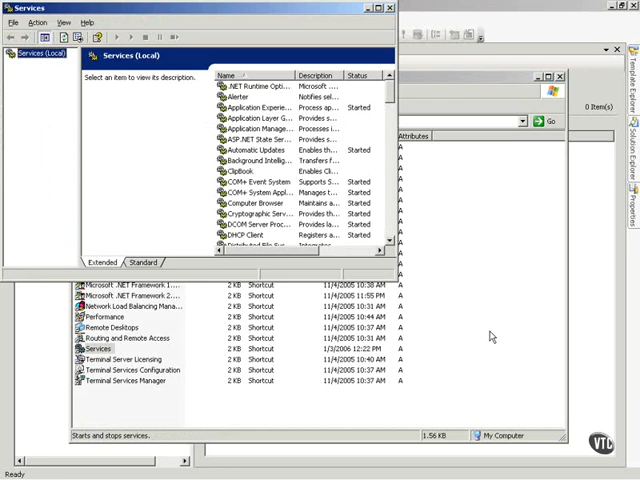 Services
File Action View Help
Services (Local)
Services (Local)
Select an item to view its description.
Name Description Status
.NET Runtime Opti... Microsoft ....
Alerter Notifies sel...
Application Experie... Process ap... Started
Application Layer G... Provides s...
Application Manage... Processes i...
ASP.NET State Ser... Provides s...
Automatic Updates Enables th... Started
Background Intellig... Transfers f...
ClipBook Enables Cl...
COM+ Event System Supports S... Started
COM+ System Appl... Manages t... Started
Computer Browser Maintains a... Started
Cryptographic Serv... Provides th... Started
DCOM Server Proc... Provides la... Started
DHCP Client Registers a... Started
Distributed File Sys... Integrates
Extended Standard
Go
Attributes
A
A
A
A
A
A
A
A
A
A
A
A
A
Microsoft .NET Framework 1.... 2 KB Shortcut 11/4/2005 10:38 AM A
Microsoft .NET Framework 2.... 2 KB Shortcut 11/4/2005 11:55 PM A
Network Load Balancing Mana... 2 KB Shortcut 11/4/2005 10:31 AM A
Performance 2 KB Shortcut 11/4/2005 10:44 AM A
Remote Desktops 2 KB Shortcut 11/4/2005 10:37 AM A
Routing and Remote Access 2 KB Shortcut 11/4/2005 10:31 AM A
Services 2 KB Shortcut 1/3/2006 12:22 PM A
Terminal Server Licensing 2 KB Shortcut 11/4/2005 10:40 AM A
Terminal Services Configuration 2 KB Shortcut 11/4/2005 10:37 AM A
Terminal Services Manager 2 KB Shortcut 11/4/2005 10:37 AM A
Starts and stops services. 1.56 KB My Computer
0 Item(s)
Template Explorer
Solution Explorer
Properties
VTC
Ready